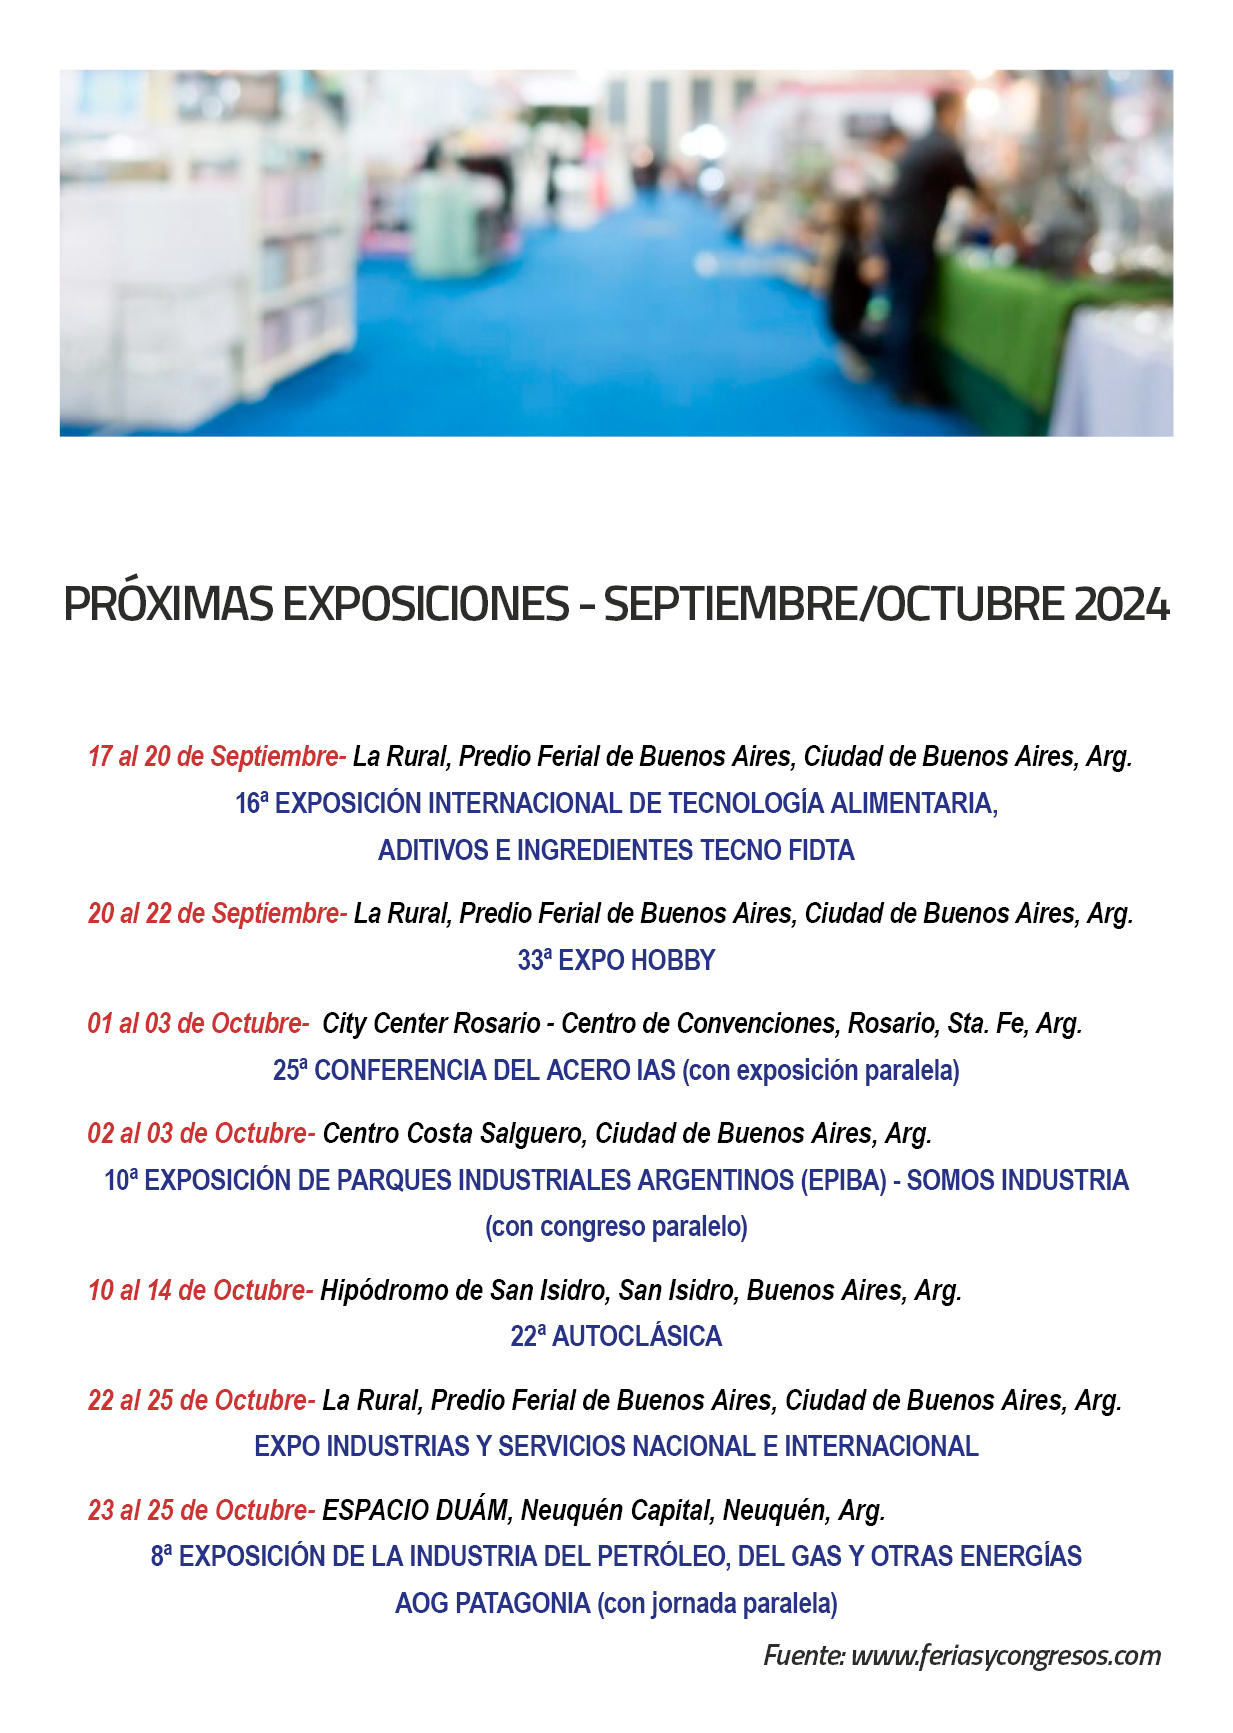 PRÓXIMAS EXPOSICIONES - SEPTIEMBRE/OCTUBRE 2024
17 al 20 de Septiembre- La Rural, Predio Ferial de Buenos Aires, Ciudad de Buenos Aires, Arg.
16ª EXPOSICIÓN INTERNACIONAL DE TECNOLOGÍA ALIMENTARIA,
ADITIVOS E INGREDIENTES TECNO FIDTA
20 al 22 de Septiembre- La Rural, Predio Ferial de Buenos Aires, Ciudad de Buenos Aires, Arg.
33ª EXPO HOBBY
01 al 03 de Octubre- City Center Rosario - Centro de Convenciones, Rosario, Sta. Fe, Arg.
25ª CONFERENCIA DEL ACERO IAS (con exposición paralela)
02 al 03 de Octubre- Centro Costa Salguero, Ciudad de Buenos Aires, Arg.
10ª EXPOSICIÓN DE PARQUES INDUSTRIALES ARGENTINOS (EPIBA) - SOMOS INDUSTRIA
(con congreso paralelo)
10 al 14 de Octubre- Hipódromo de San Isidro, San Isidro, Buenos Aires, Arg.
22ª AUTOCLÁSICA
22 al 25 de Octubre- La Rural, Predio Ferial de Buenos Aires, Ciudad de Buenos Aires, Arg.
EXPO INDUSTRIAS Y SERVICIOS NACIONAL E INTERNACIONAL
23 al 25 de Octubre- ESPACIO DUÁM, Neuquén Capital, Neuquén, Arg.
8ª EXPOSICIÓN DE LA INDUSTRIA DEL PETRÓLEO, DEL GAS Y OTRAS ENERGÍAS
AOG PATAGONIA (con jornada paralela)
Fuente: www.feriasycongresos.com